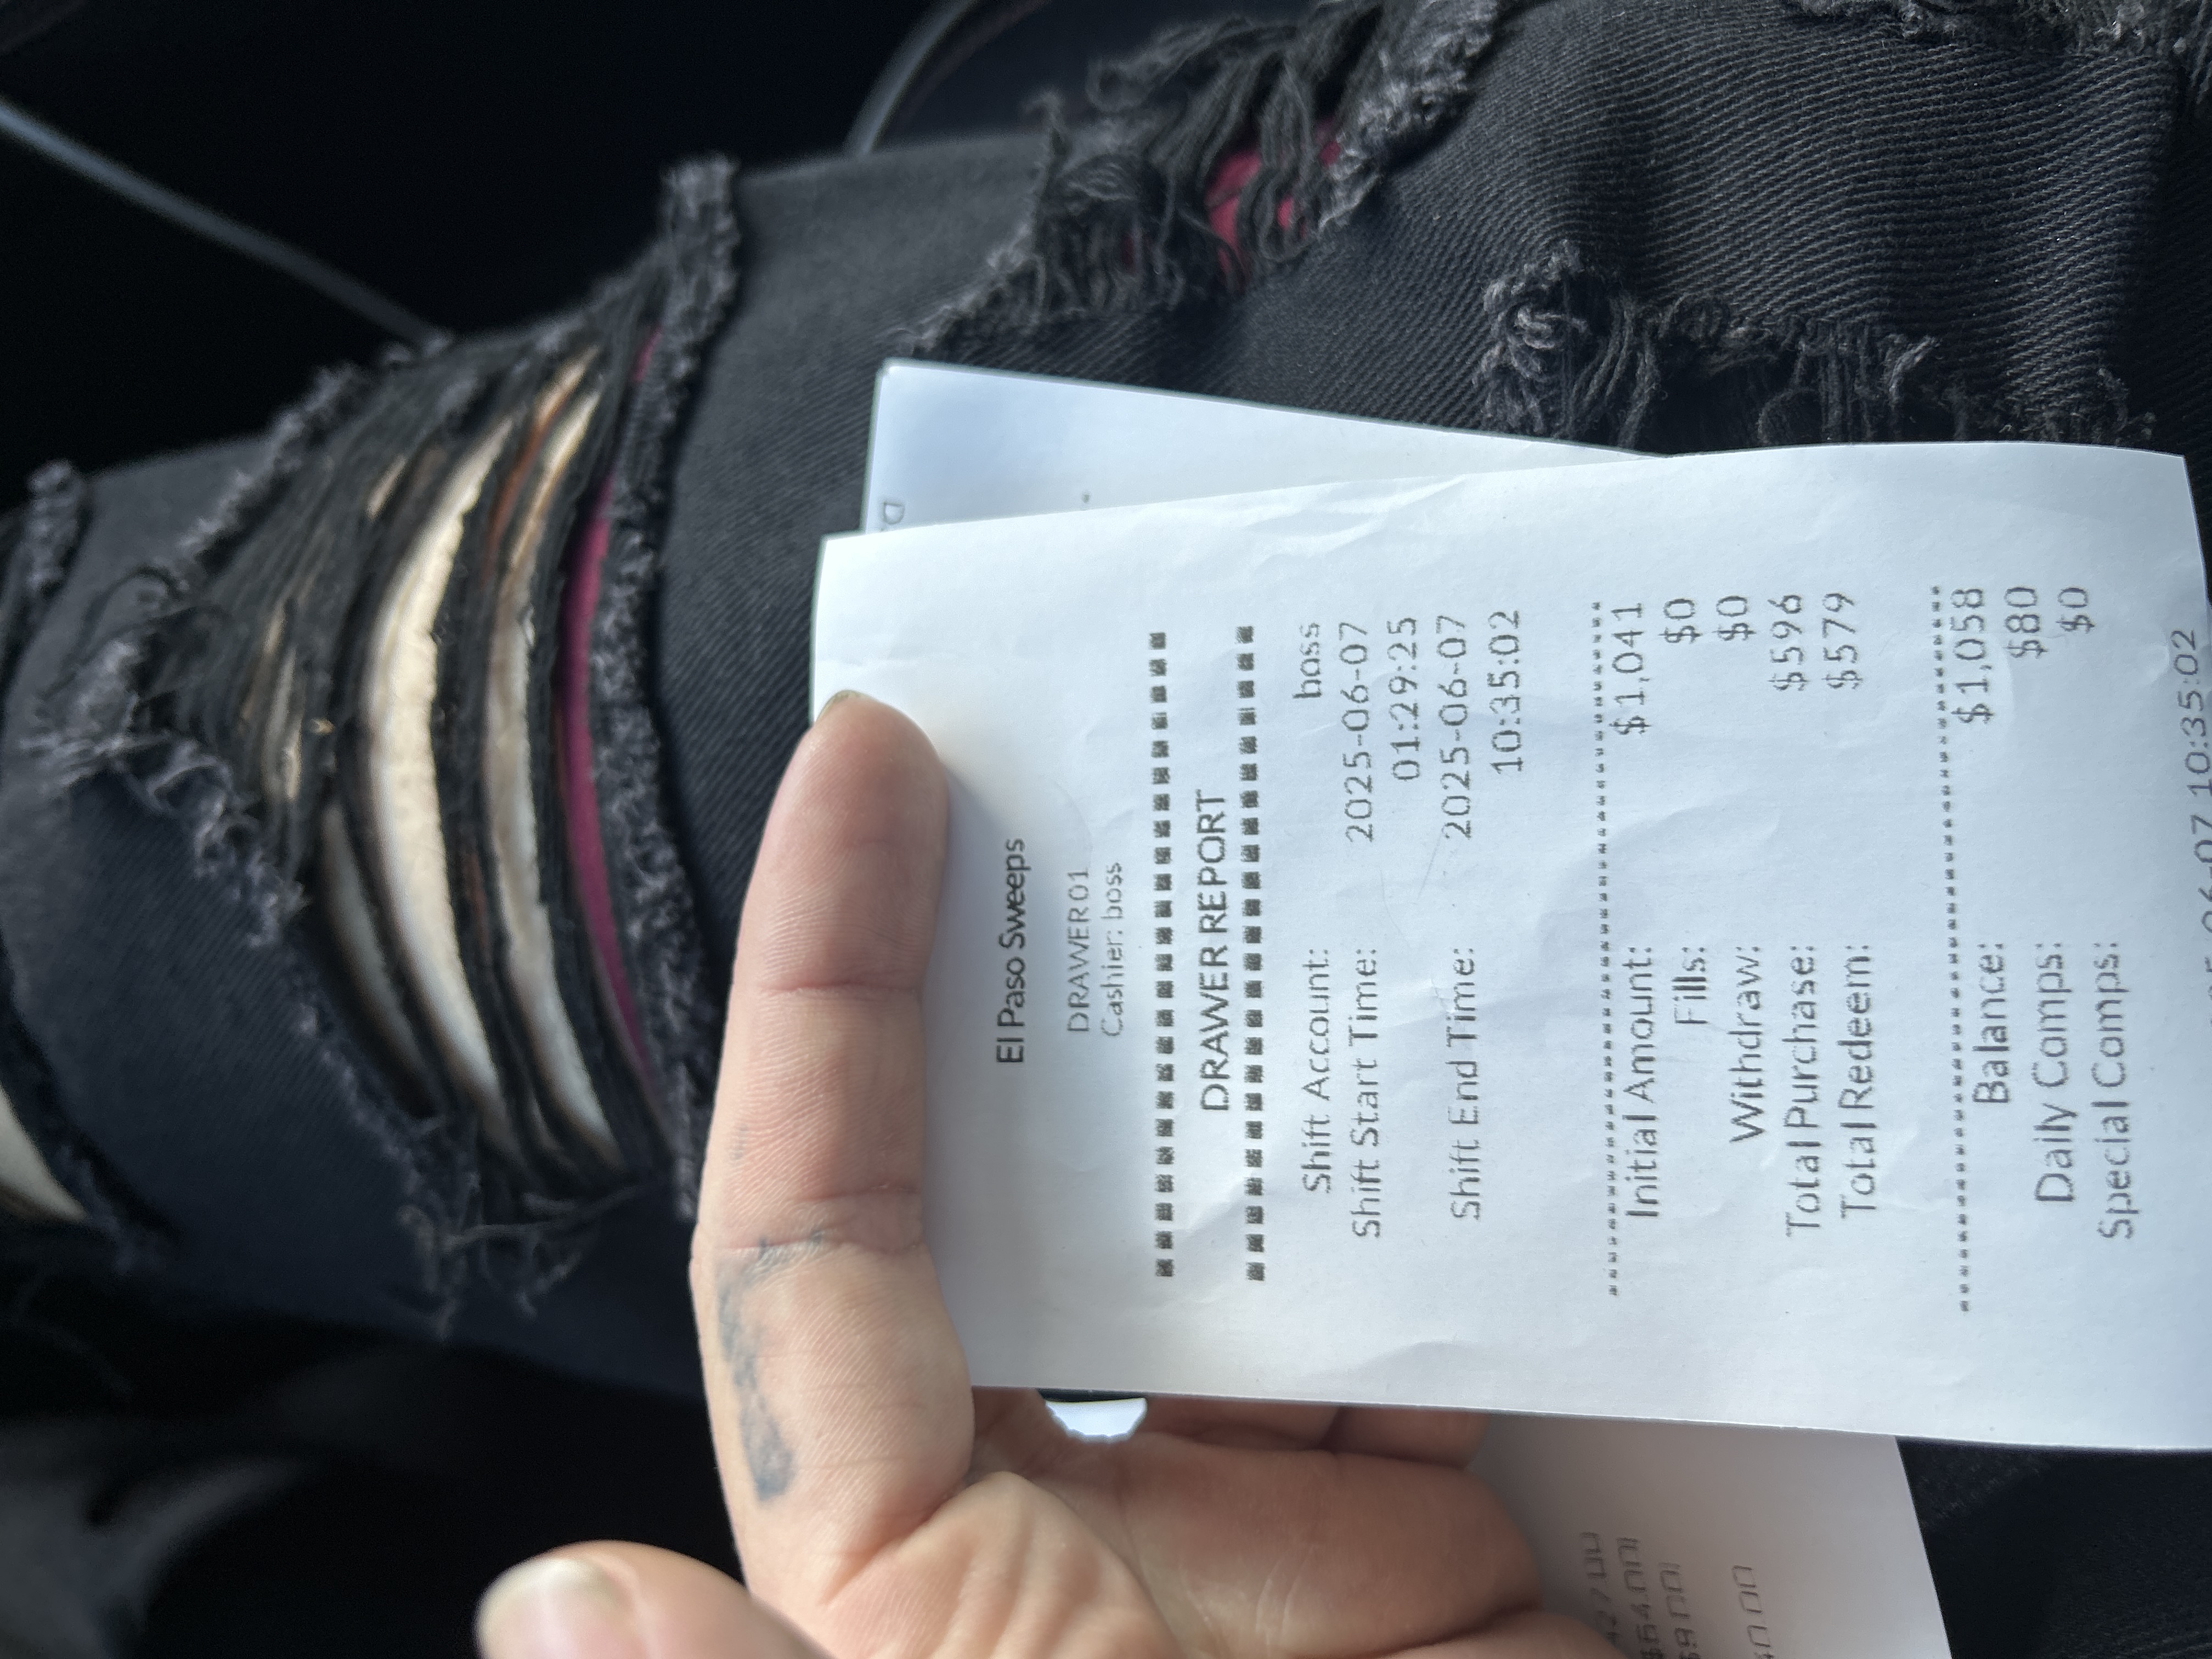 El Paso Sweeps
DRAWER01
Cashier: boss
DRAWER REPORT
Shift Account: boss
Shift Start Time: 2025-06-07
01:29:25
Shift End Time: 2025-06-07
10:35:02
Initial Amount: $1,041
Fills: $0
Withdraw: $0
Total Purchase: $596
Total Redeem: $579
Balance: $1,058
Daily Comps: $80
Special Comps: $0
10:35:02